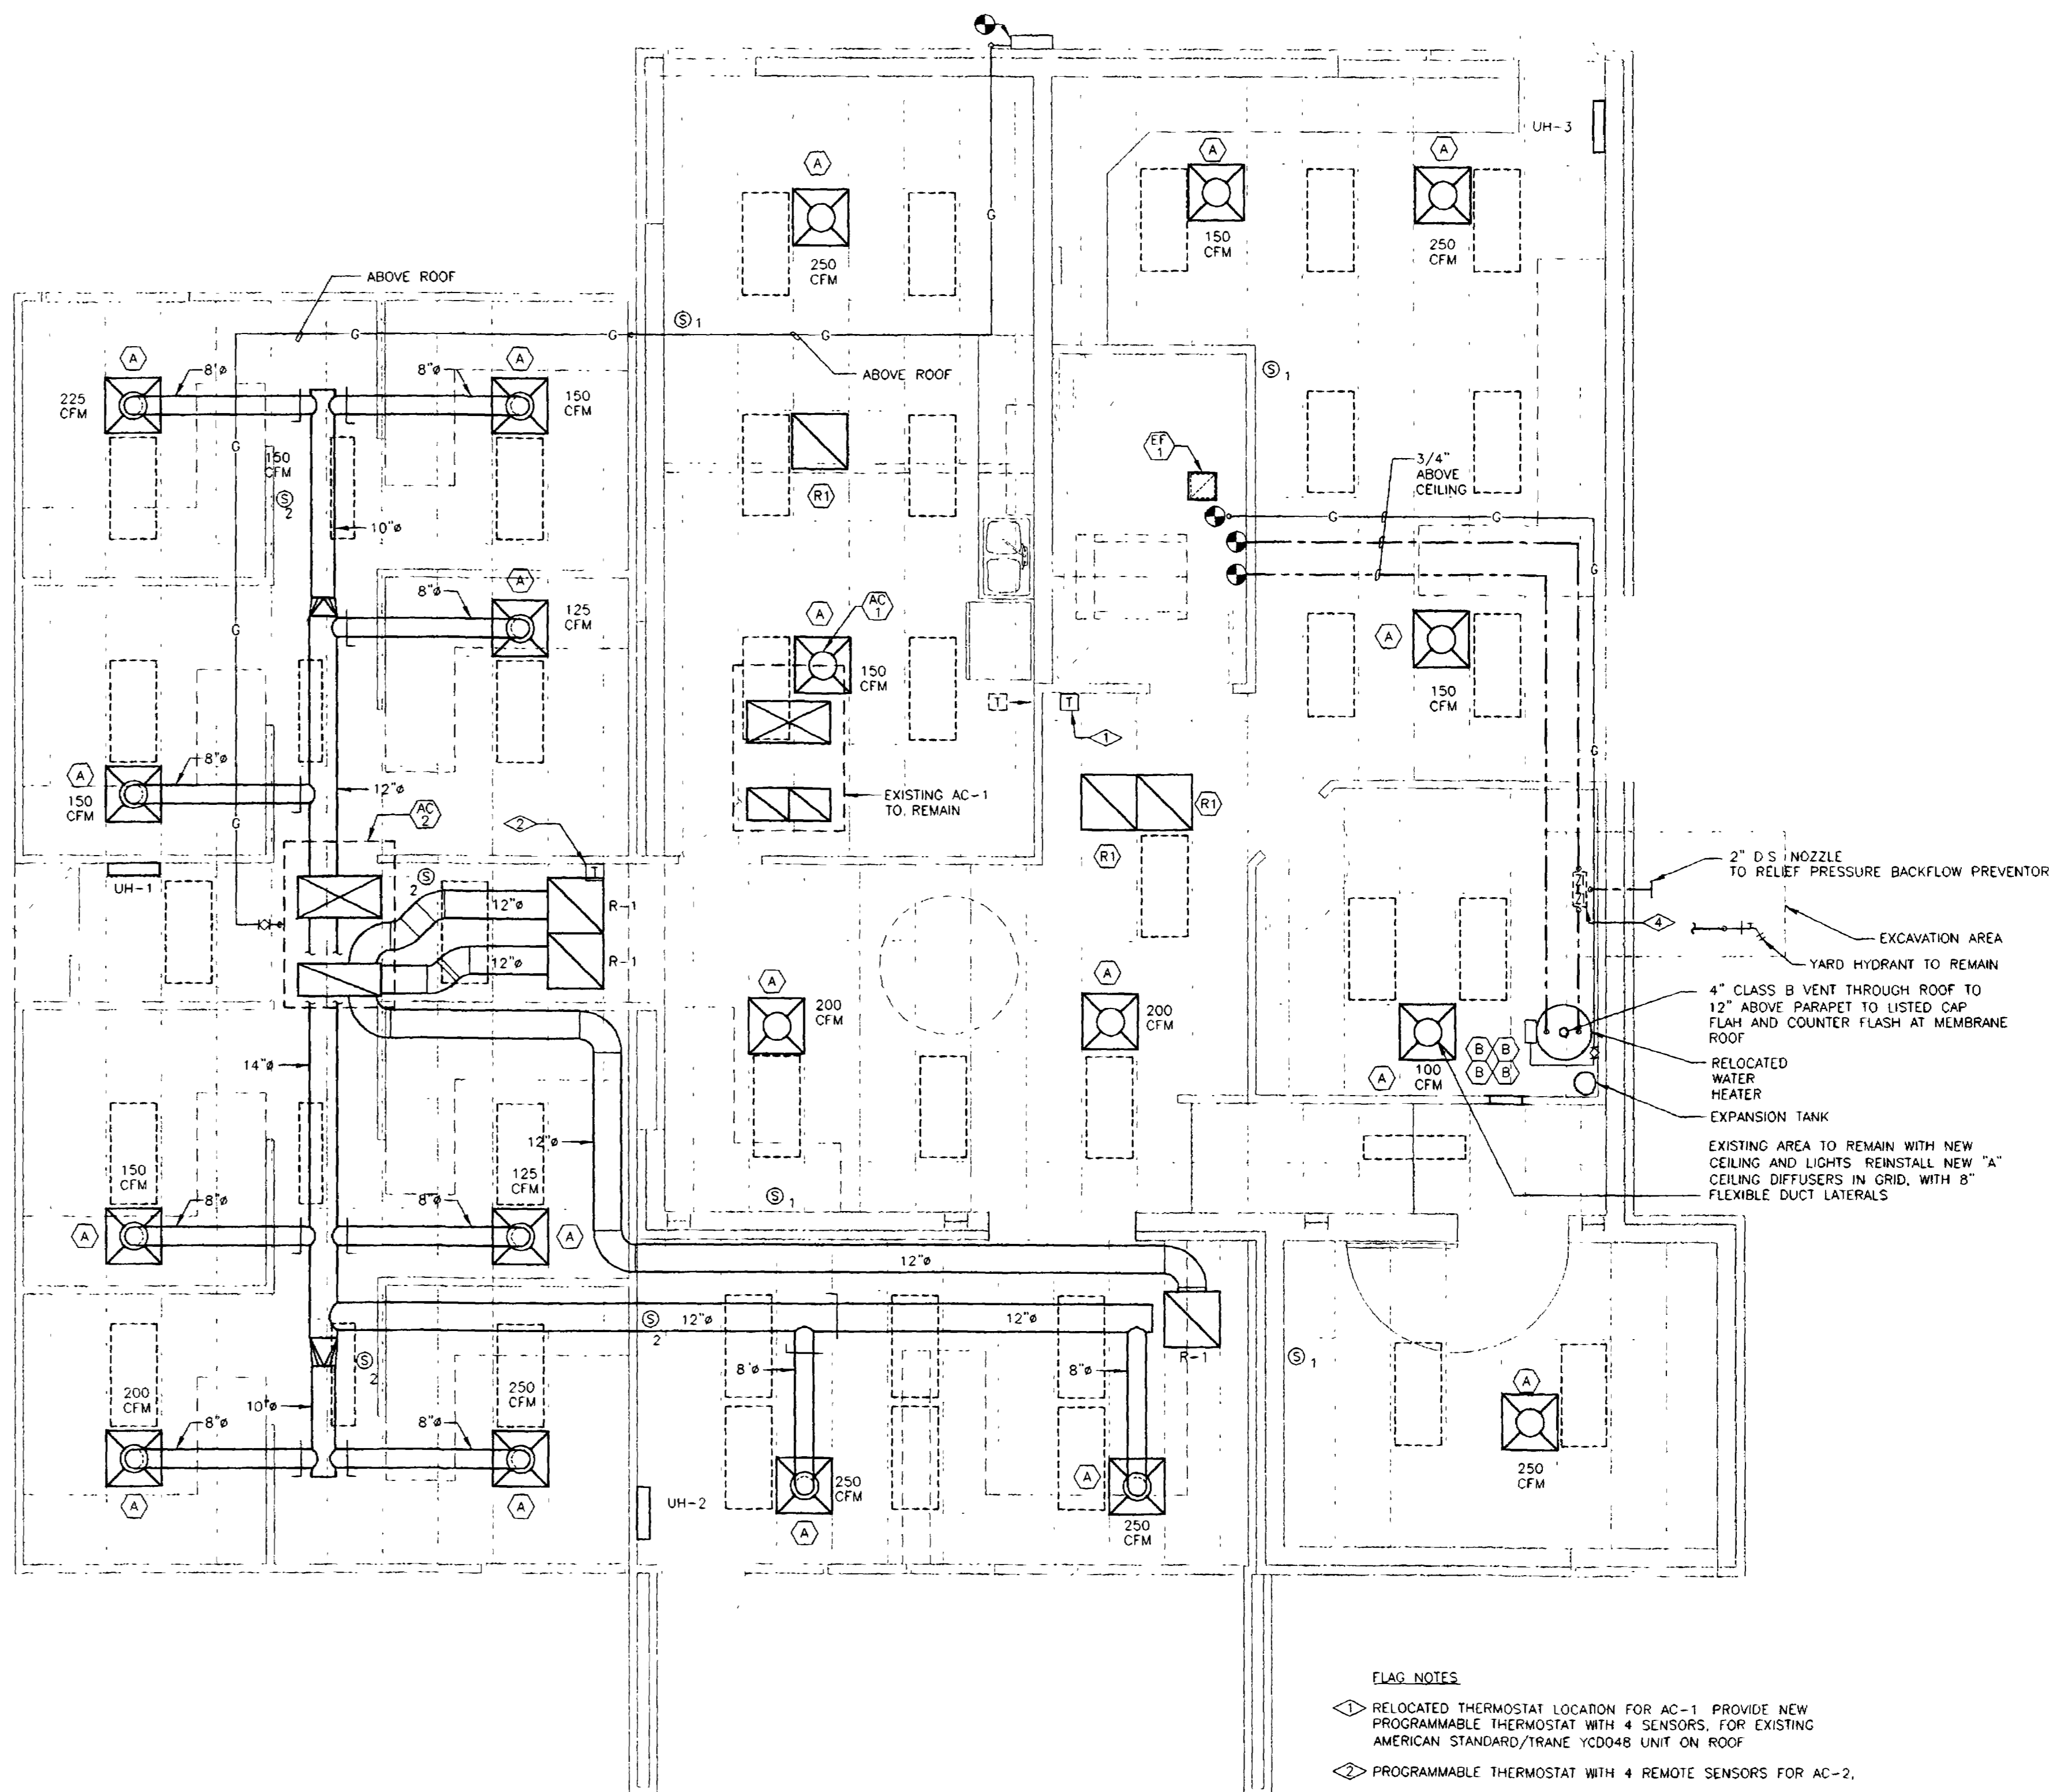 UH-3
A
A
A
150
CFM
250
CFM
250
CFM
G
ABOVE ROOF
S 1
G
G
G
ABOVE ROOF
S 1
A
A
8"ø
8"ø
225
CFM
150
CFM
G
150
CFM
S
2
10"ø
R1
EF
1
3/4"
ABOVE
CEILING
G
G
G
A
8"ø
125
CFM
G
A
AC
1
150
CFM
A
150
CFM
T
T
1
G
A
150
CFM
8"ø
12"ø
AC
2
G
2
T
EXISTING AC-1
TO REMAIN
R1
R1
UH-1
S
2
12"ø
R-1
12"ø
R-1
2" D S NOZZLE
TO RELIEF PRESSURE BACKFLOW PREVENTOR
4
EXCAVATION AREA
YARD HYDRANT TO REMAIN
4" CLASS B VENT THROUGH ROOF TO
12" ABOVE PARAPET TO LISTED CAP
FLAH AND COUNTER FLASH AT MEMBRANE
ROOF
A
200
CFM
A
200
CFM
A
100
CFM
B B
B B
RELOCATED
WATER
HEATER
EXPANSION TANK
14"ø
12"ø
EXISTING AREA TO REMAIN WITH NEW
CEILING AND LIGHTS REINSTALL NEW "A"
CEILING DIFFUSERS IN GRID, WITH 8"
FLEXIBLE DUCT LATERALS
150
CFM
125
CFM
8"ø
8"ø
A
A
S 1
12"ø
S
2
12"ø
12"ø
R-1
S 1
200
CFM
10"ø
S
2
250
CFM
8"ø
8"ø
8"ø
8"ø
A
A
A
UH-2
250
CFM
A
A
250
CFM
250
CFM
FLAG NOTES
1 RELOCATED THERMOSTAT LOCATION FOR AC-1 PROVIDE NEW
PROGRAMMABLE THERMOSTAT WITH 4 SENSORS, FOR EXISTING
AMERICAN STANDARD/TRANE YCD048 UNIT ON ROOF
2 PROGRAMMABLE THERMOSTAT WITH 4 REMOTE SENSORS FOR AC-2,